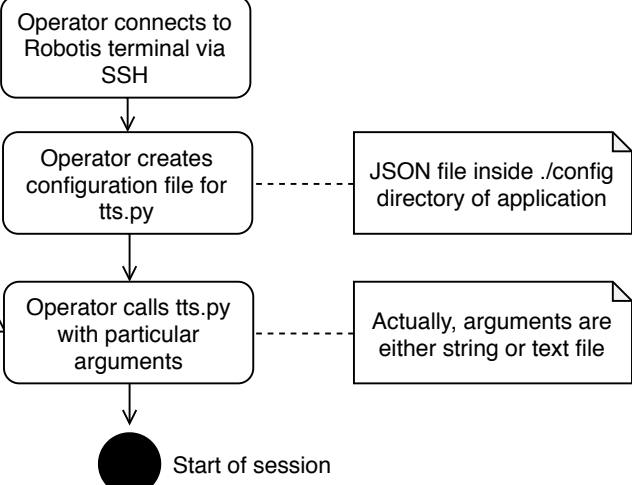 Operator connects to
Robotis terminal via
SSH
Operator creates
configuration file for
tts.py
JSON file inside ./config
directory of application
Operator calls tts.py
with particular
arguments
Actually, arguments are
either string or text file
Start of session